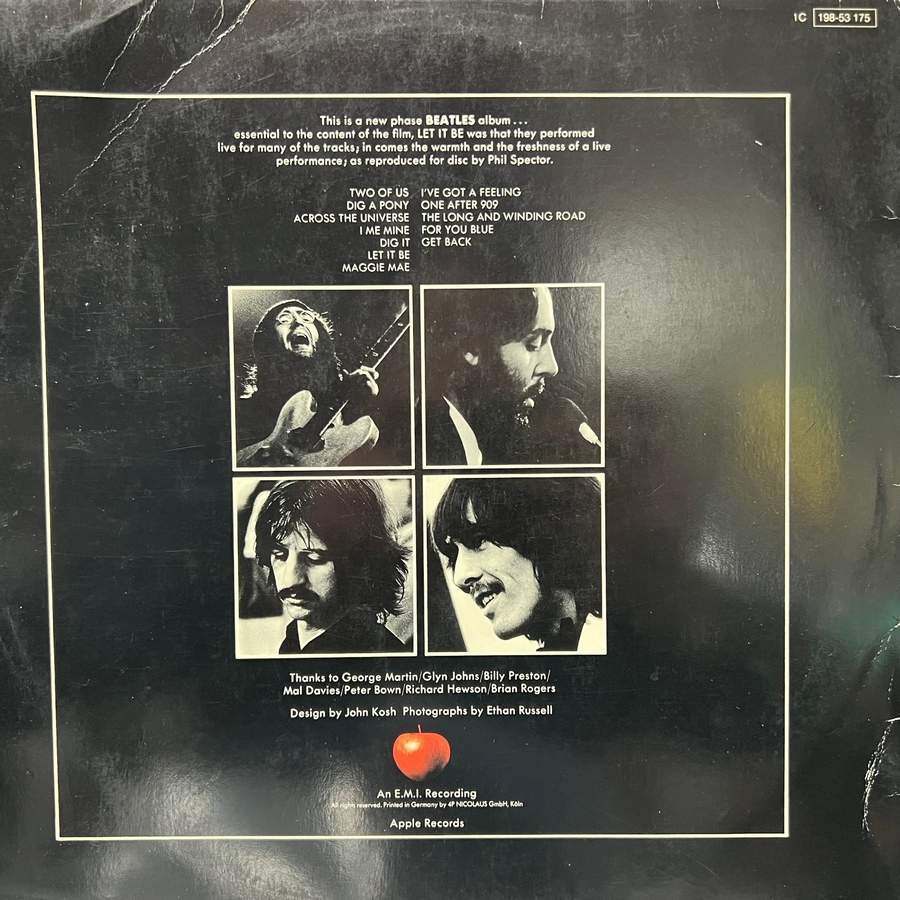 1C 198-53 175
This is a new phase BEATLES album . . .
essential to the content of the film, LET IT BE was that they performed
live for many of the tracks; in comes the warmth and the freshness of a live
performance; as reproduced for disc by Phil Spector.
TWO OF US
DIG A PONY
ACROSS THE UNIVERSE
I ME MINE
DIG IT
LET IT BE
MAGGIE MAE
I'VE GOT A FEELING
ONE AFTER 909
THE LONG AND WINDING ROAD
FOR YOU BLUE
GET BACK
Thanks to George Martin/Glyn Johns/Billy Preston/
Mal Davies/Peter Bown/Richard Hewson/Brian Rogers
Design by John Kosh Photographs by Ethan Russell
An E.M.I. Recording
All rights reserved. Printed in Germany by 4P NICOLAUS GmbH, Köln
Apple Records